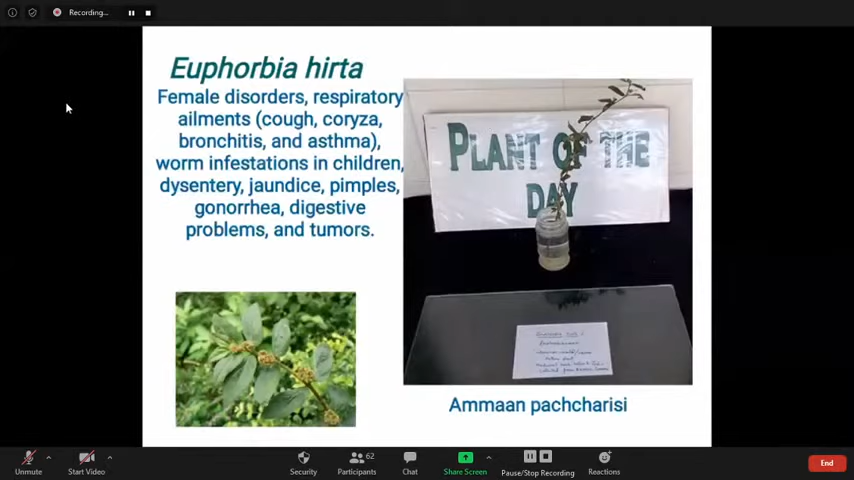 Recording...
Euphorbia hirta
Female disorders, respiratory
ailments (cough, coryza,
bronchitis, and asthma),
worm infestations in children,
dysentery, jaundice, pimples,
gonorrhea, digestive
problems, and tumors.
PLANT OF THE
DAY
Ammaan pachcharisi
Unmute
Start Video
Security
62
Participants
Chat
Share Screen
Pause/Stop Recording
Reactions
End